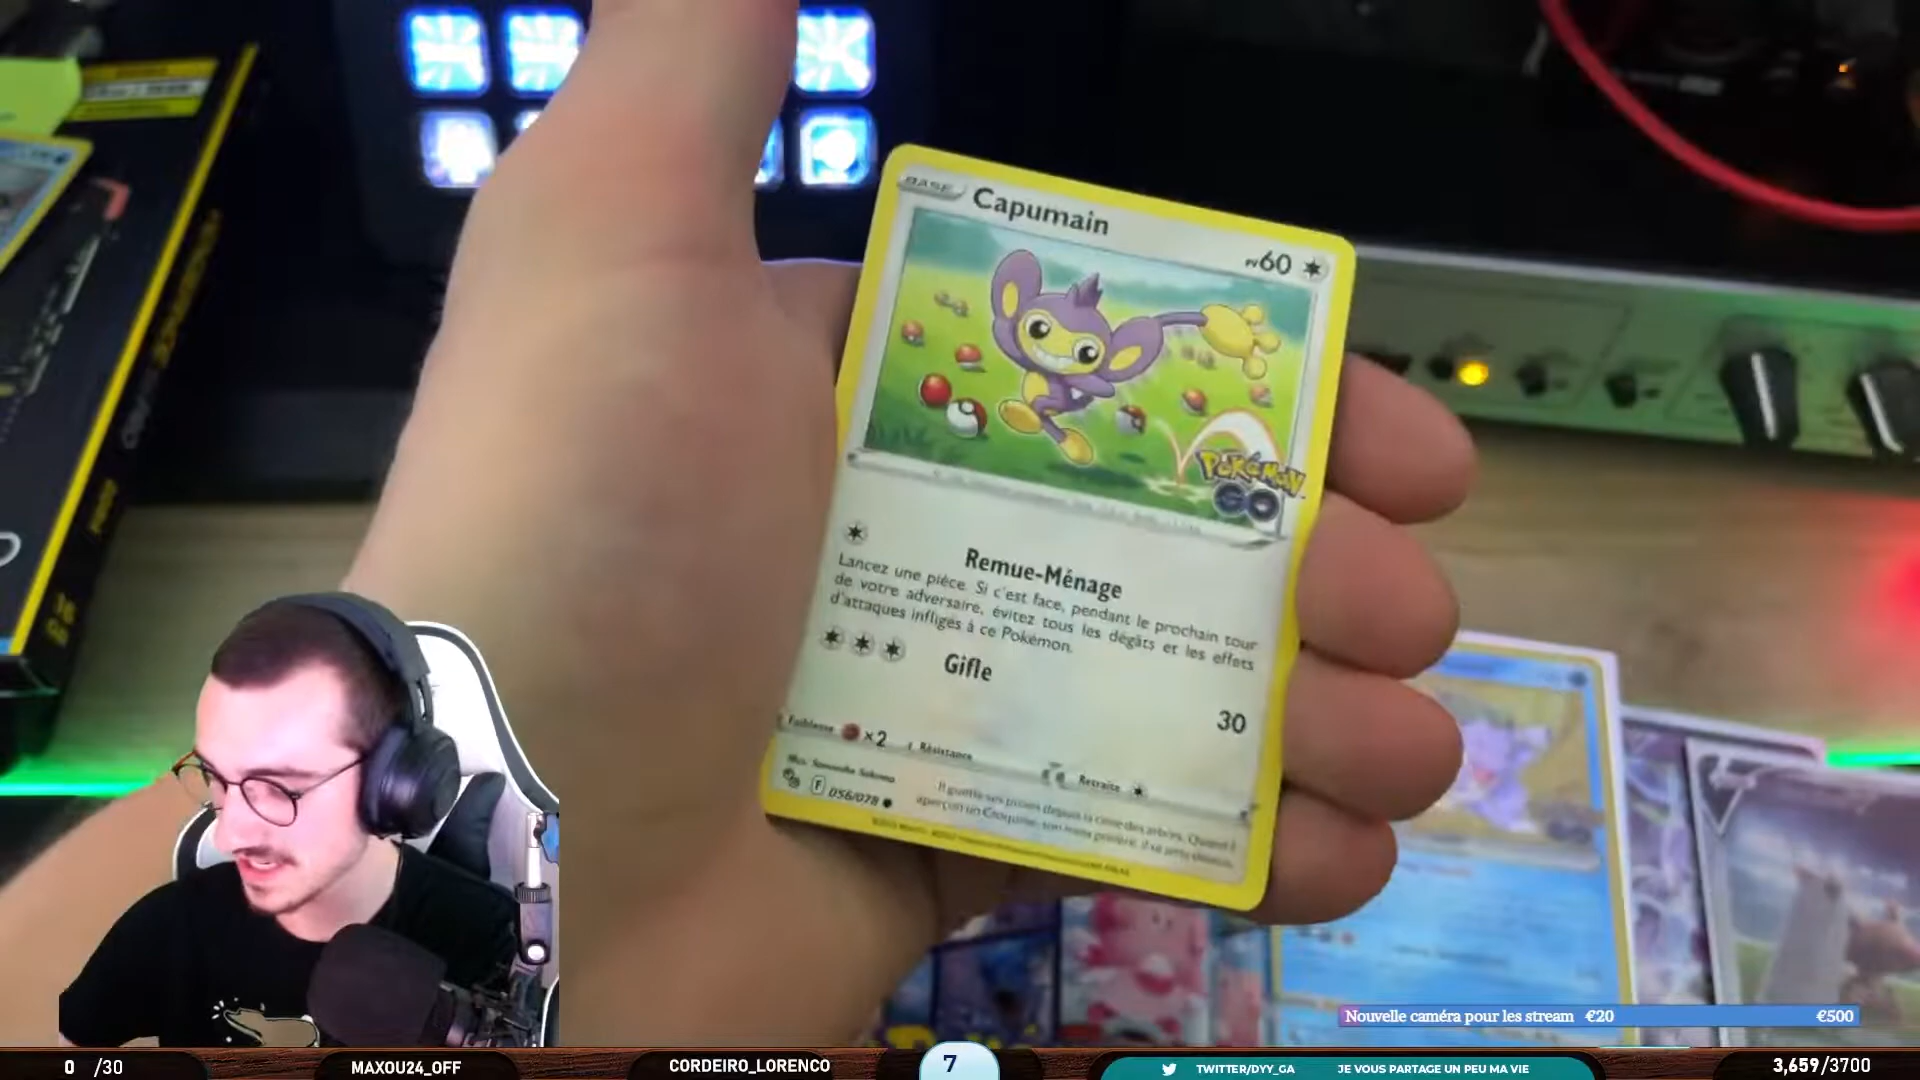 BASE Capumain
PV 60
POKÉMON
GO
Remue-Ménage
Lancez une pièce. Si c'est face, pendant le prochain tour
de votre adversaire, évitez tous les dégâts et les effets
d'attaques infligés à ce Pokémon.
Gifle
30
Faiblesse ×2 Résistance
Retraite
F 056/078
Nouvelle caméra pour les stream €20 €500
0 /30
MAXOU24_OFF
CORDEIRO_LORENCO
7
TWITTER/DYY_GA
JE VOUS PARTAGE UN PEU MA VIE
3,659/3700